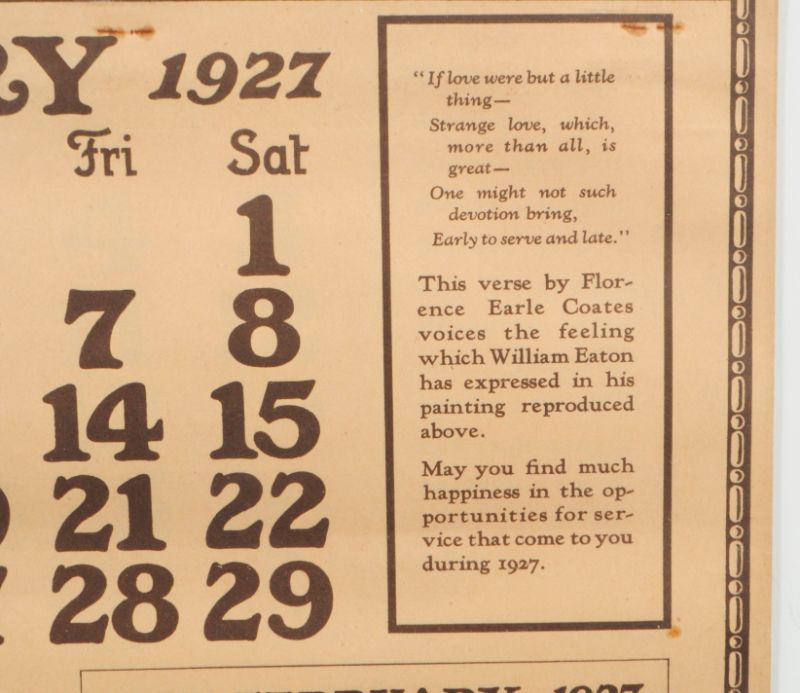 RY 1927
Fri Sat
1
7 8
14 15
21 22
28 29
"If love were but a little
thing—
Strange love, which,
more than all, is
great—
One might not such
devotion bring,
Early to serve and late."
This verse by Flor-
ence Earle Coates
voices the feeling
which William Eaton
has expressed in his
painting reproduced
above.
May you find much
happiness in the op-
portunities for ser-
vice that come to you
during 1927.
FEBRUARY 1927